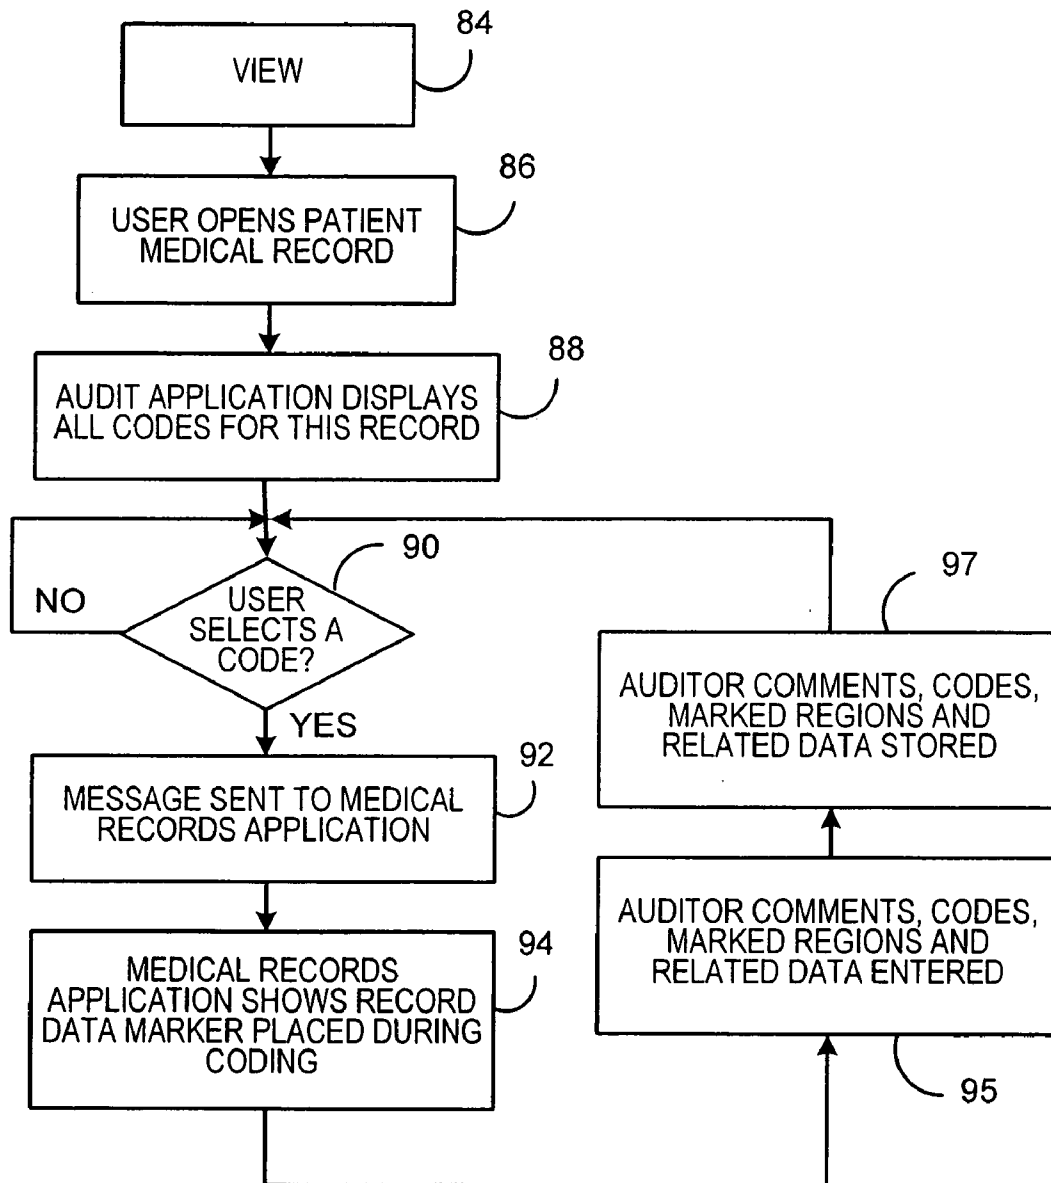 84
VIEW
86
USER OPENS PATIENT
MEDICAL RECORD
88
AUDIT APPLICATION DISPLAYS
ALL CODES FOR THIS RECORD
90
NO
USER
SELECTS A
CODE?
YES
92
MESSAGE SENT TO MEDICAL
RECORDS APPLICATION
94
MEDICAL RECORDS
APPLICATION SHOWS RECORD
DATA MARKER PLACED DURING
CODING
97
AUDITOR COMMENTS, CODES,
MARKED REGIONS AND
RELATED DATA STORED
AUDITOR COMMENTS, CODES,
MARKED REGIONS AND
RELATED DATA ENTERED
95